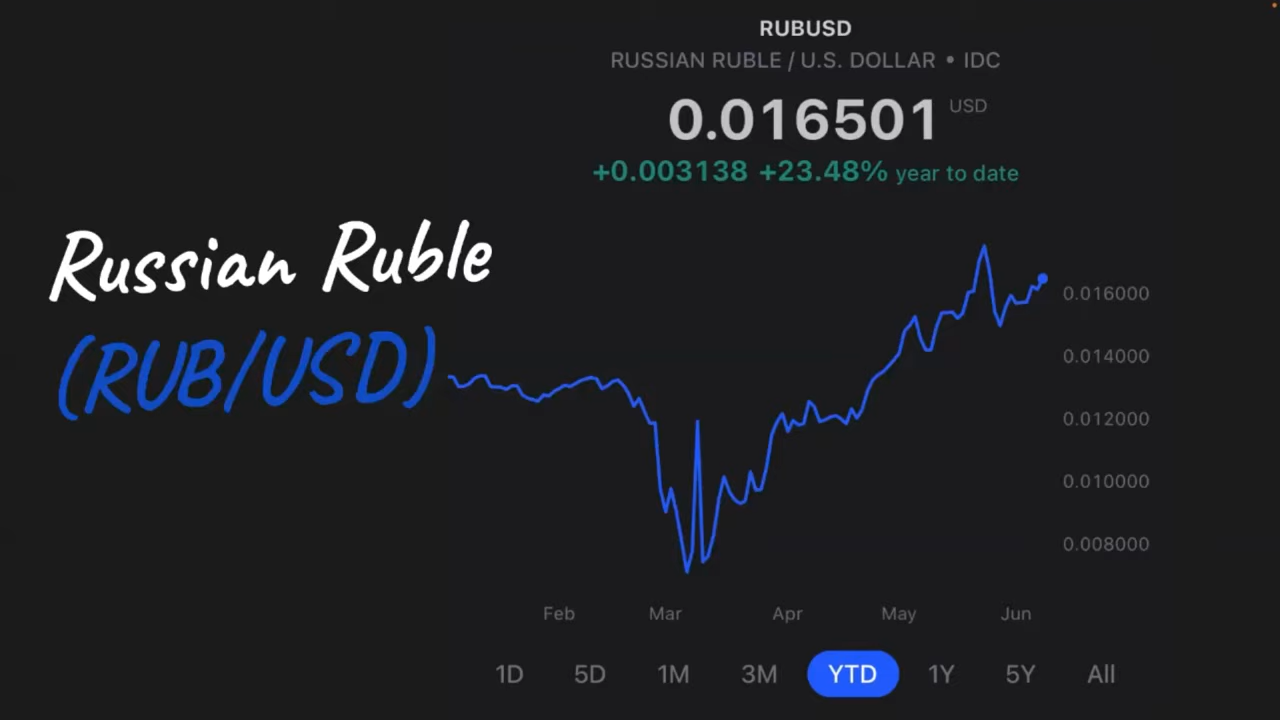 RUBUSD
RUSSIAN RUBLE / U.S. DOLLAR • IDC
0.016501 USD
+0.003138 +23.48% year to date
Russian Ruble
(RUB/USD)
0.016000
0.014000
0.012000
0.010000
0.008000
Feb Mar Apr May Jun
1D 5D 1M 3M YTD 1Y 5Y All